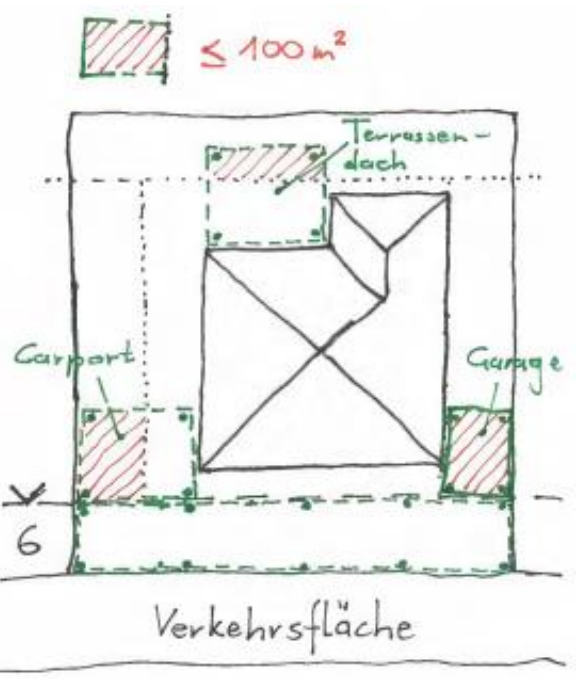 ≤ 100 m²
Terrassen-
dach
Carport
Garage
6
Verkehrsfläche